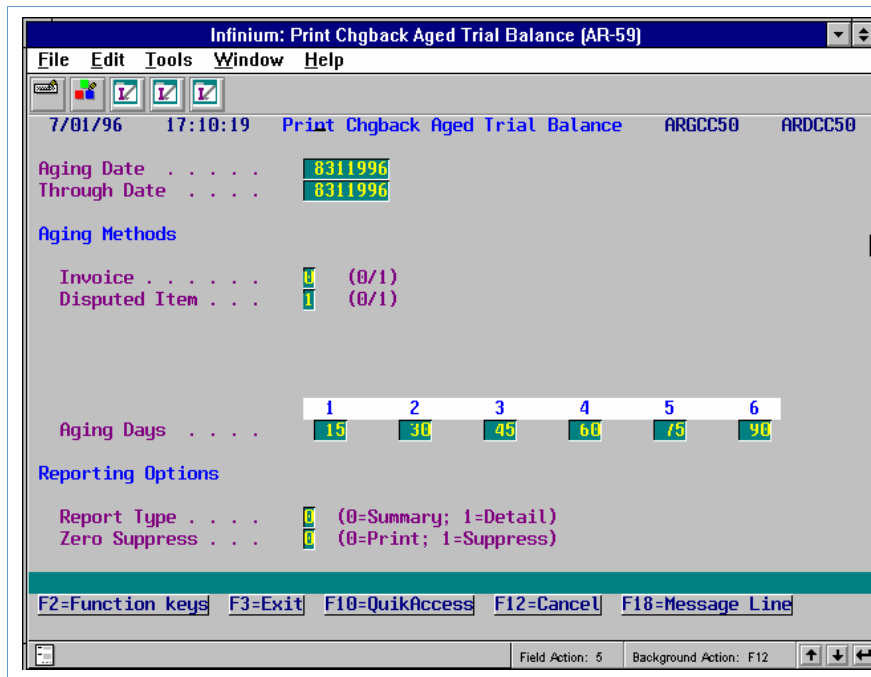 Infinium: Print Chgback Aged Trial Balance (AR-59)
File Edit Tools Window Help
7/01/96 17:10:19 Print Chgback Aged Trial Balance ARGCC50 ARDCC50
Aging Date . . . . . 8311996
Through Date . . . . 8311996
Aging Methods
Invoice . . . . . . 0 (0/1)
Disputed Item . . . 1 (0/1)
1 2 3 4 5 6
Aging Days . . . . 15 30 45 60 75 90
Reporting Options
Report Type . . . . 0 (0=Summary; 1=Detail)
Zero Suppress . . . 0 (0=Print; 1=Suppress)
F2=Function keys F3=Exit F10=QuikAccess F12=Cancel F18=Message Line
Field Action: 5 Background Action: F12